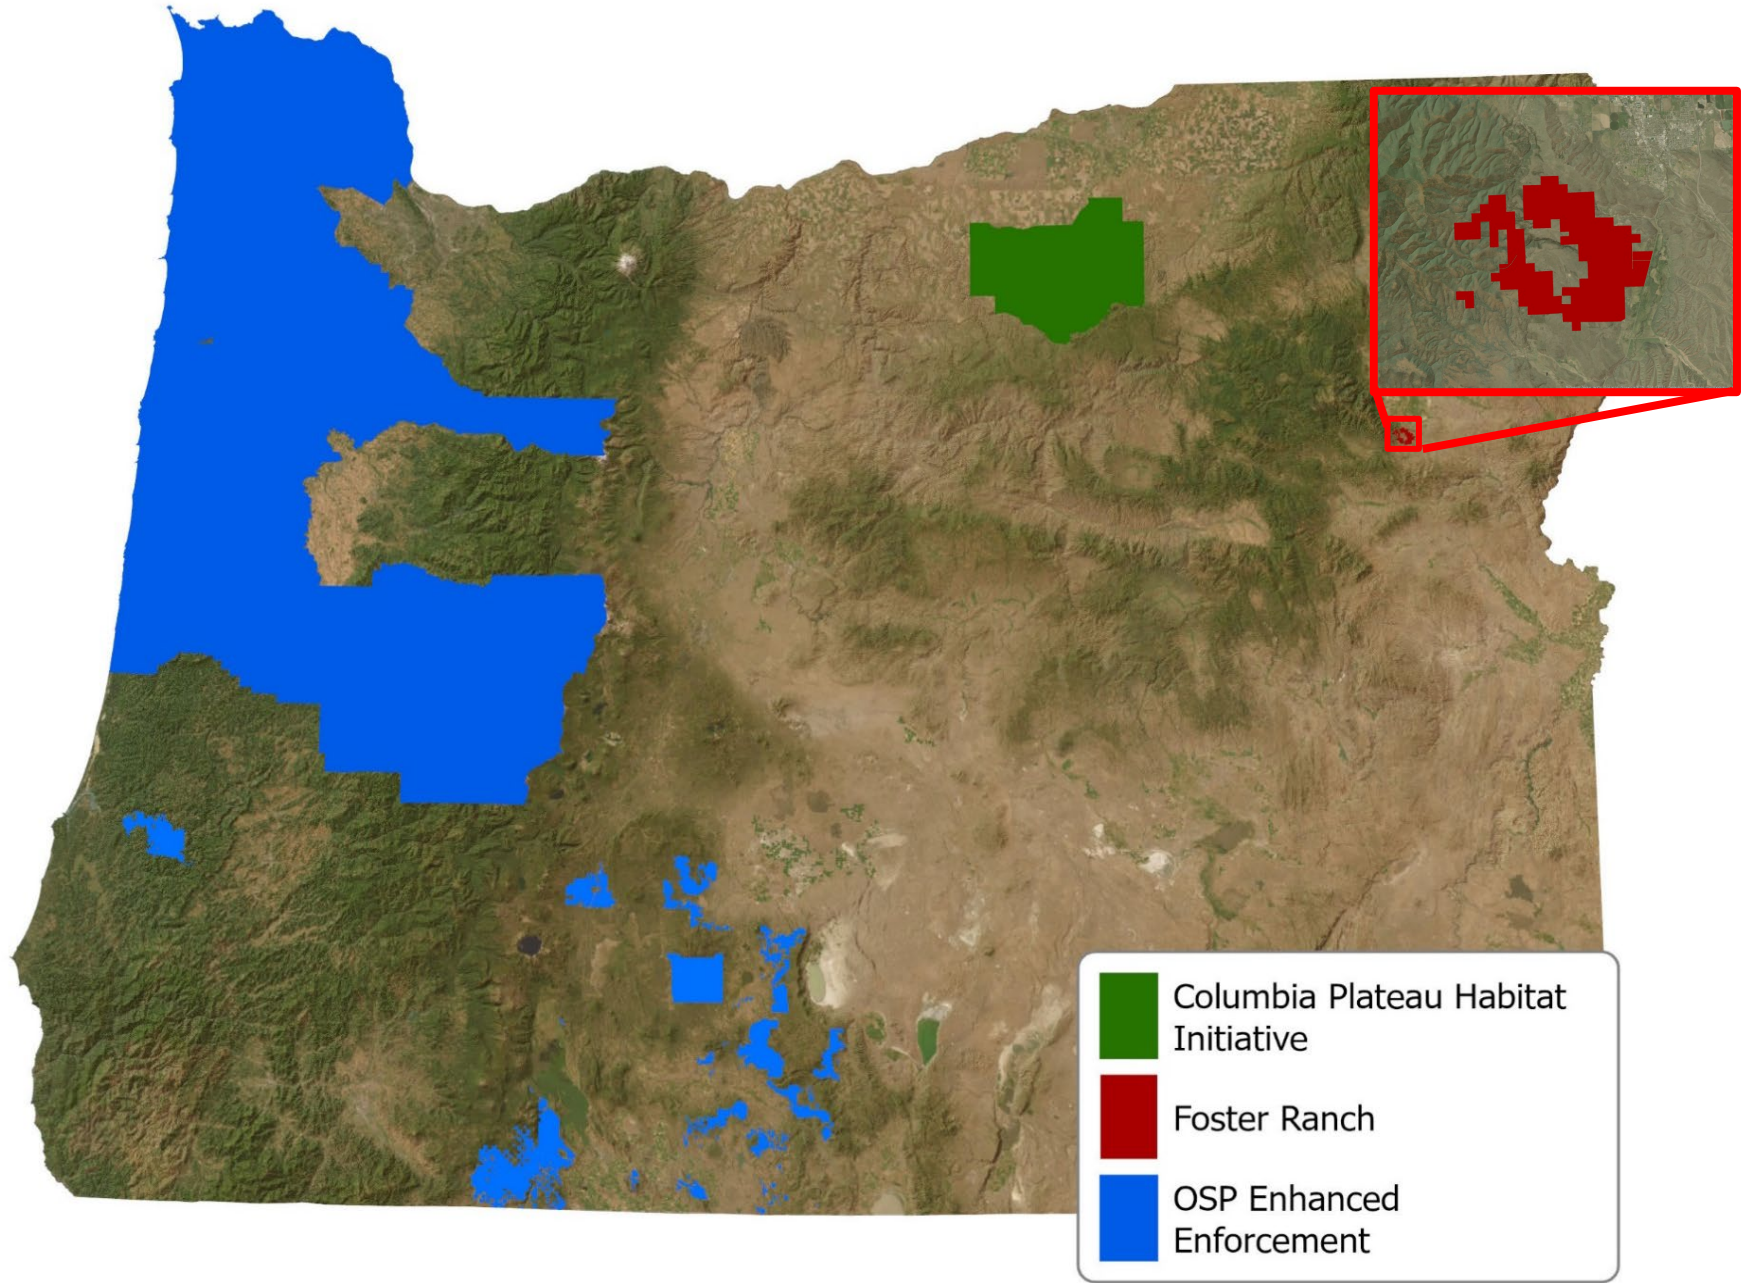 Columbia Plateau Habitat
Initiative
Foster Ranch
OSP Enhanced
Enforcement